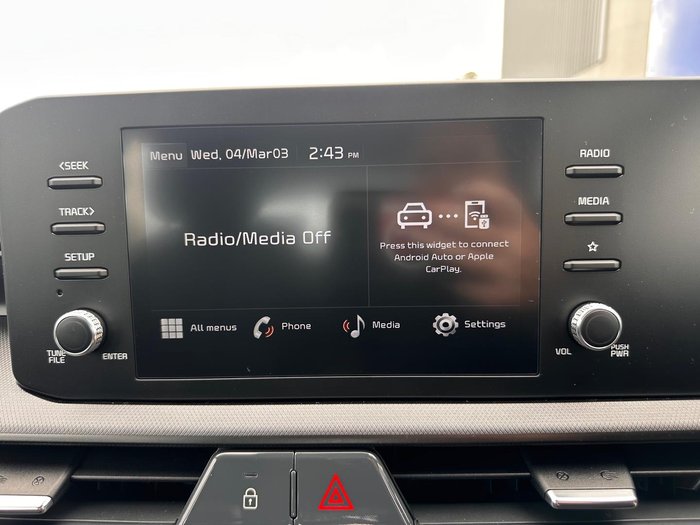 Menu Wed, 04/Mar03 2:43 PM
<SEEK
TRACK>
SETUP
Radio/Media Off
Press this widget to connect
Android Auto or Apple
CarPlay.
RADIO
MEDIA
All menus
Phone
Media
Settings
TUNE
FILE
ENTER
VOL
PUSH
PWR